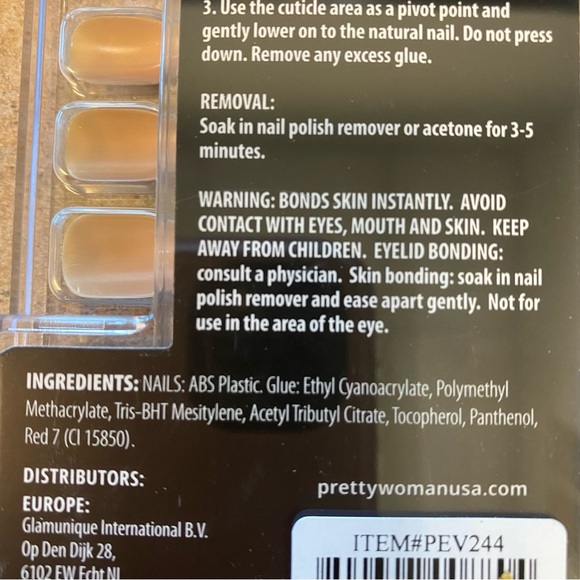 3. Use the cuticle area as a pivot point and
gently lower on to the natural nail. Do not press
down. Remove any excess glue.
REMOVAL:
Soak in nail polish remover or acetone for 3-5
minutes.
WARNING: BONDS SKIN INSTANTLY. AVOID
CONTACT WITH EYES, MOUTH AND SKIN. KEEP
AWAY FROM CHILDREN. EYELID BONDING:
consult a physician. Skin bonding: soak in nail
polish remover and ease apart gently. Not for
use in the area of the eye.
INGREDIENTS: NAILS: ABS Plastic. Glue: Ethyl Cyanoacrylate, Polymethyl
Methacrylate, Tris-BHT Mesitylene, Acetyl Tributyl Citrate, Tocopherol, Panthenol,
Red 7 (CI 15850).
DISTRIBUTORS:
EUROPE:
Glamunique International B.V.
Op Den Dijk 28,
6102 EW Echt NL
prettywomanusa.com
ITEM#PEV244